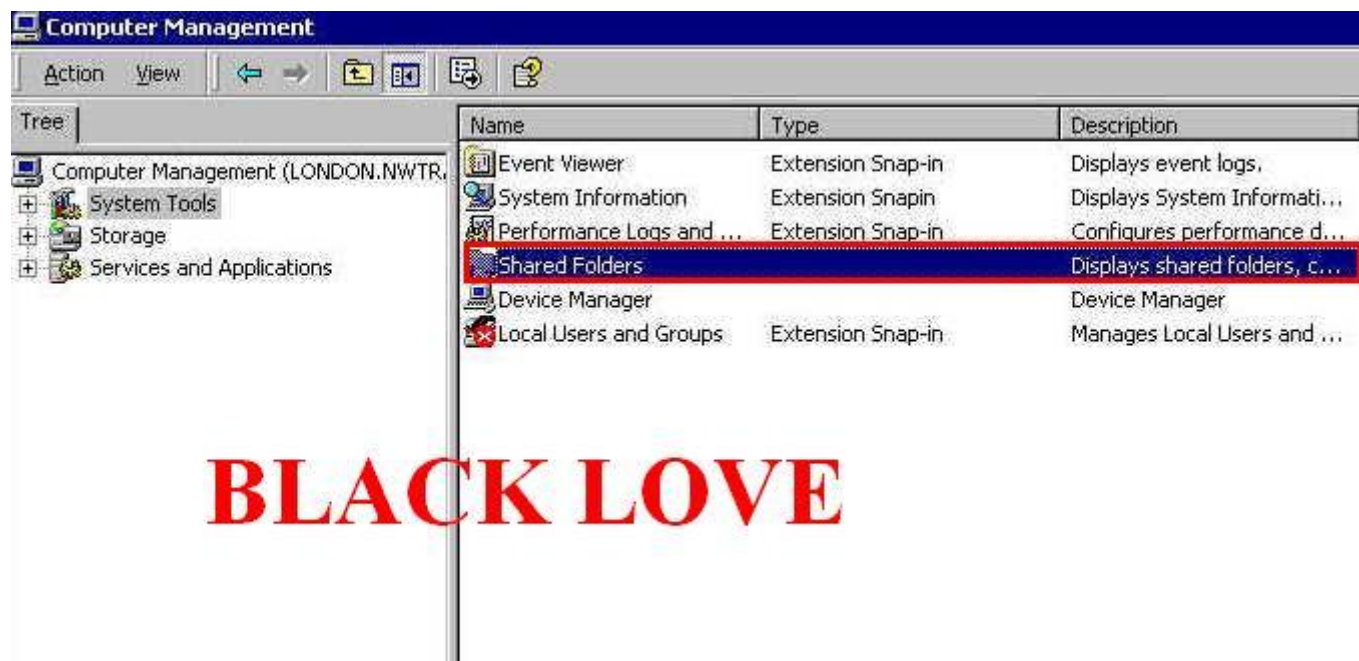 Computer Management
Action View
Tree
Name Type Description
Computer Management (LONDON.NWTR.
System Tools
Storage
Services and Applications
Event Viewer Extension Snap-in Displays event logs.
System Information Extension Snapin Displays System Informati...
Performance Logs and ... Extension Snap-in Configures performance d...
Shared Folders Displays shared folders, c...
Device Manager Device Manager
Local Users and Groups Extension Snap-in Manages Local Users and ...
BLACK LOVE